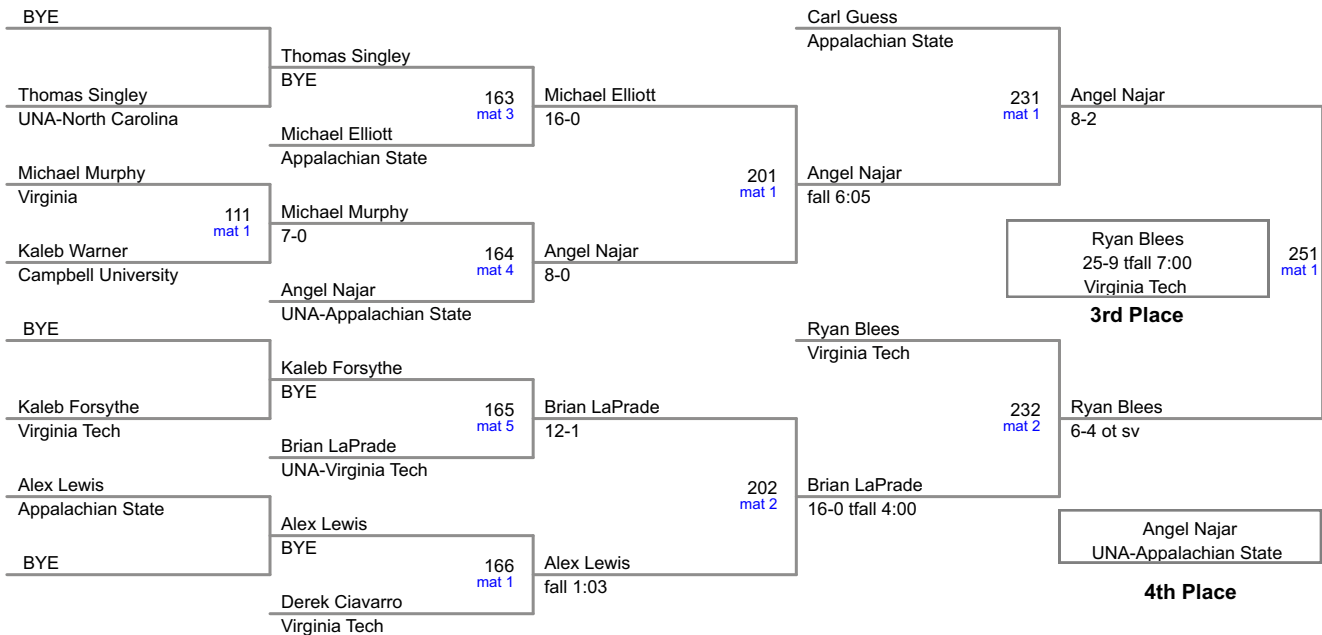 BYE
Thomas Singley
UNA-North Carolina
Michael Murphy
Virginia
111
mat 1
Kaleb Warner
Campbell University
BYE
Kaleb Forsythe
Virginia Tech
Alex Lewis
Appalachian State
BYE
Thomas Singley
BYE
163
mat 3
Michael Elliott
Appalachian State
Michael Murphy
7-0
164
mat 4
Angel Najar
UNA-Appalachian State
Kaleb Forsythe
BYE
165
mat 5
Brian LaPrade
UNA-Virginia Tech
Alex Lewis
BYE
166
mat 1
Derek Ciavarro
Virginia Tech
Michael Elliott
16-0
201
mat 1
Angel Najar
8-0
Brian LaPrade
12-1
202
mat 2
Alex Lewis
fall 1:03
Carl Guess
Appalachian State
231
mat 1
Angel Najar
fall 6:05
Ryan Blees
Virginia Tech
232
mat 2
Brian LaPrade
16-0 tfall 4:00
Angel Najar
8-2
Ryan Blees
25-9 tfall 7:00
Virginia Tech
251
mat 1
3rd Place
Ryan Blees
6-4 ot sv
Angel Najar
UNA-Appalachian State
4th Place